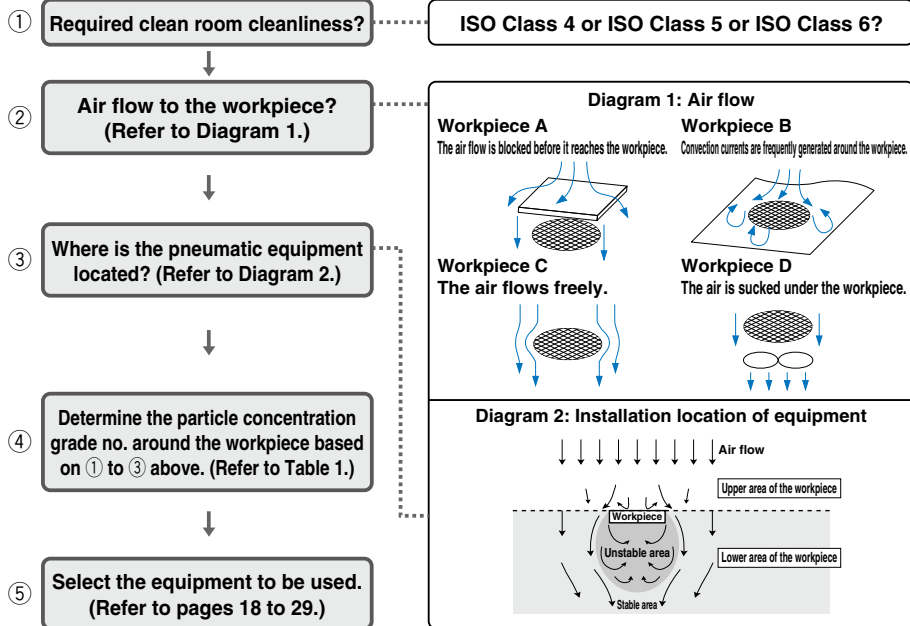 ① Required clean room cleanliness?
ISO Class 4 or ISO Class 5 or ISO Class 6?
② Air flow to the workpiece?
(Refer to Diagram 1.)
③ Where is the pneumatic equipment
located? (Refer to Diagram 2.)
④ Determine the particle concentration
grade no. around the workpiece based
on ① to ③ above. (Refer to Table 1.)
⑤ Select the equipment to be used.
(Refer to pages 18 to 29.)
Diagram 1: Air flow
Workpiece A
The air flow is blocked before it reaches the workpiece.
Workpiece B
Convection currents are frequently generated around the workpiece.
Workpiece C
The air flows freely.
Workpiece D
The air is sucked under the workpiece.
Diagram 2: Installation location of equipment
Air flow
Upper area of the workpiece
Workpiece
Unstable area
Lower area of the workpiece
Stable area